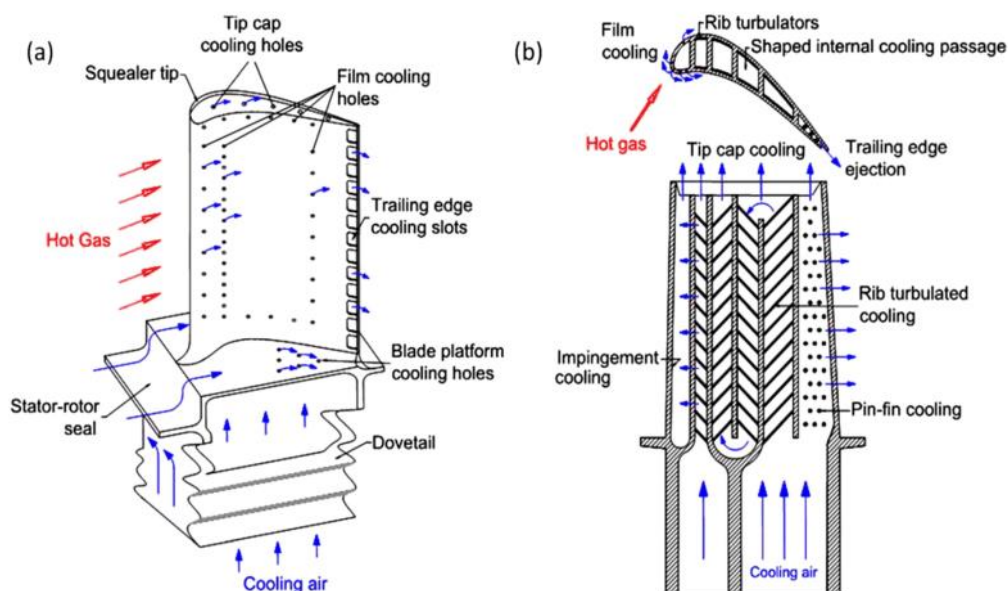 (a)
Tip cap
cooling holes
Squealer tip
Film cooling
holes
Hot Gas
Trailing edge
cooling slots
Blade platform
cooling holes
Stator-rotor
seal
Dovetail
Cooling air
(b)
Film
cooling
Rib turbulators
Shaped internal cooling passage
Hot gas
Tip cap cooling
Trailing edge
ejection
Rib turbulated
cooling
Impingement
cooling
Pin-fin cooling
Cooling air